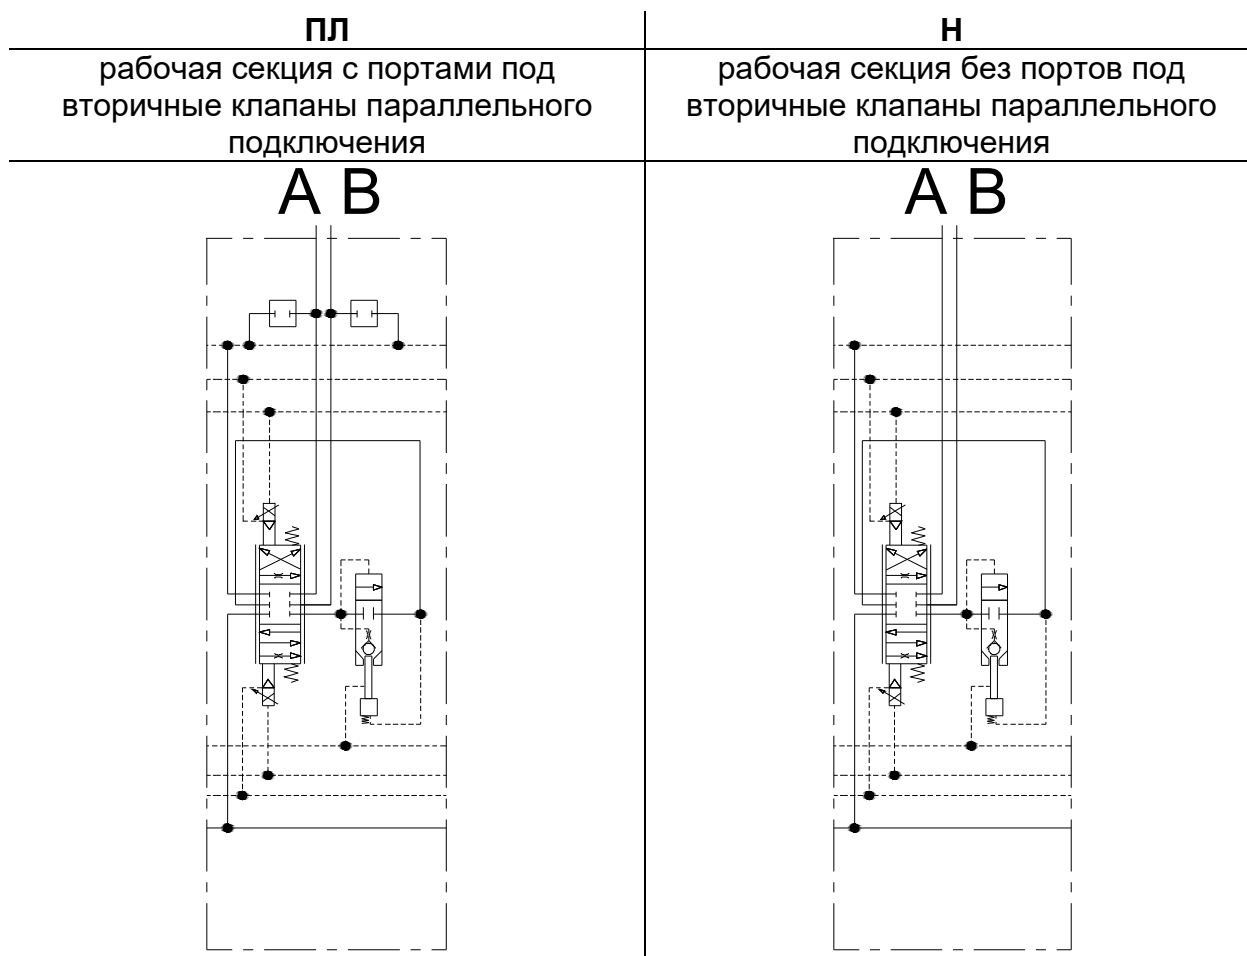 ПЛ
рабочая секция с портами под
вторичные клапаны параллельного
подключения
A B
Н
рабочая секция без портов под
вторичные клапаны параллельного
подключения
A B